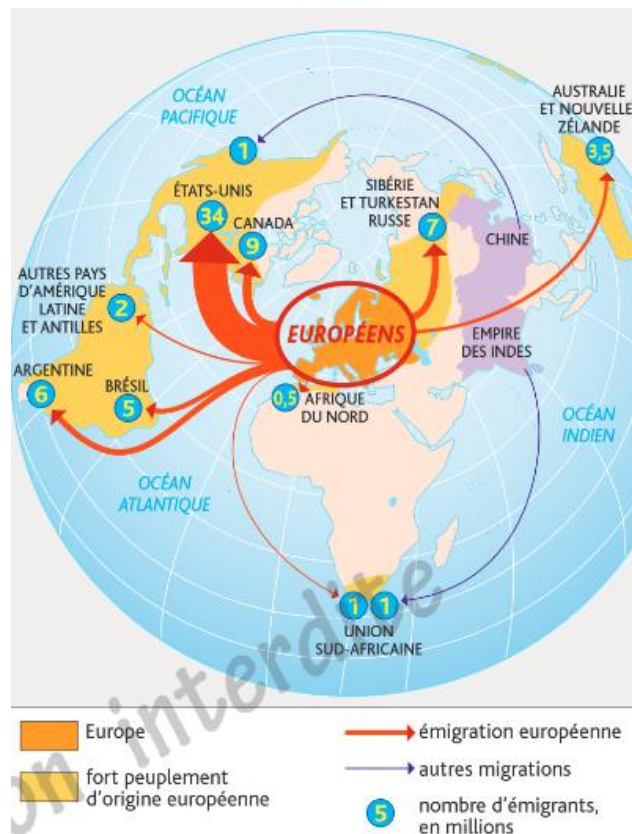 OCÉAN
PACIFIQUE
AUSTRALIE
ET NOUVELLE
ZÉLANDE
3,5
1
ÉTATS-UNIS
34
CANADA
9
SIBÉRIE
ET TURKESTAN
RUSSE
7
CHINE
AUTRES PAYS
D'AMÉRIQUE
LATINE
ET ANTILLES
2
EUROPÉENS
EMPIRE
DES INDES
ARGENTINE
6
BRÉSIL
5
0,5
AFRIQUE
DU NORD
OCÉAN
INDIEN
OCÉAN
ATLANTIQUE
1 1
UNION
SUD-AFRICAINE
on interdite
Europe
fort peuplement
d'origine européenne
émigration européenne
autres migrations
5
nombre d'émigrants,
en millions